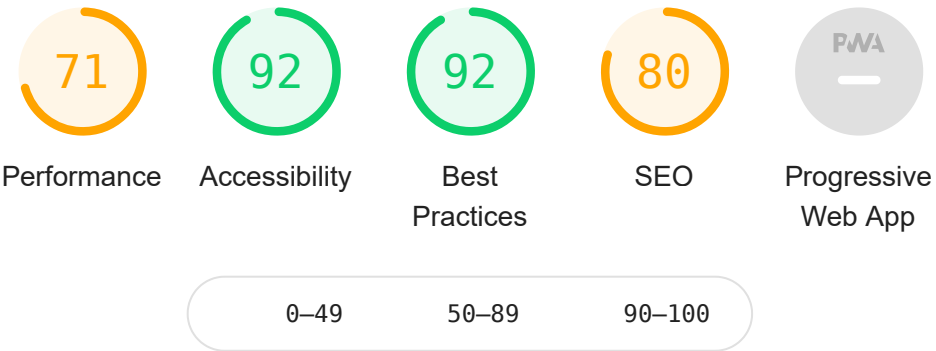 71 92 92 80 PWA
Performance Accessibility Best Practices SEO Progressive Web App
0–49 50–89 90–100